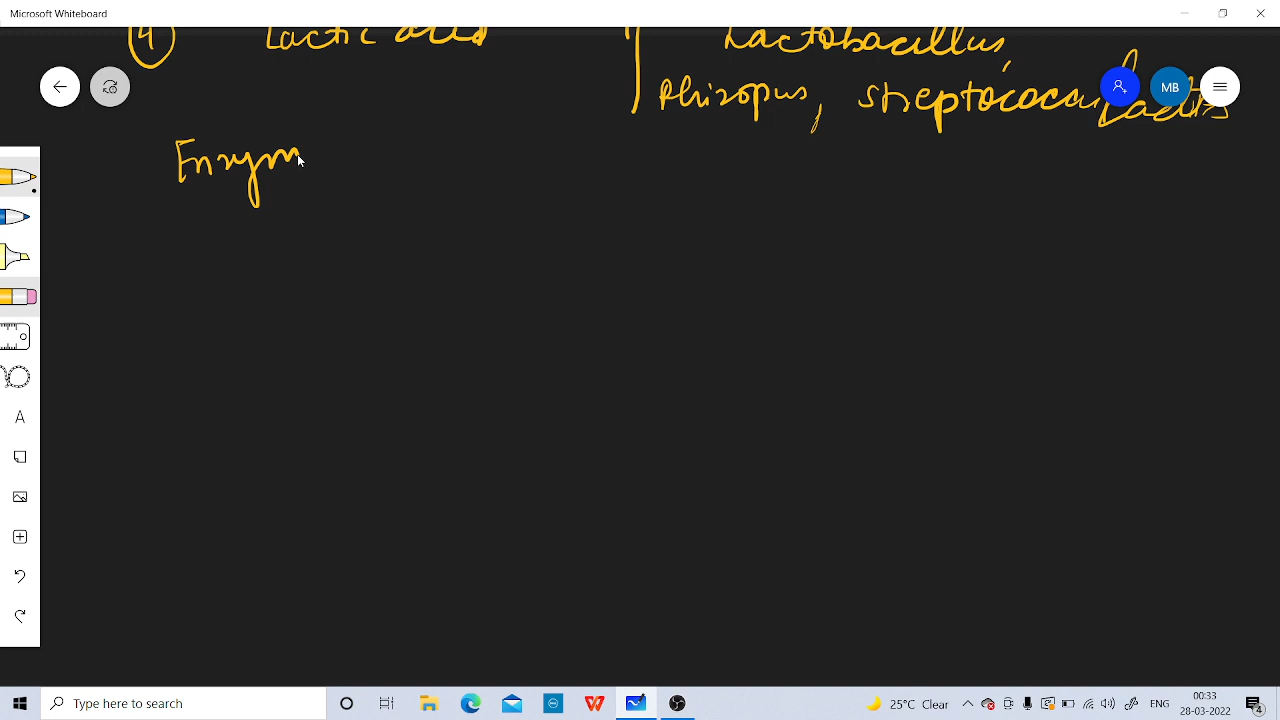 Microsoft Whiteboard
4 Lactic acid Lactobacillus,
Rhizopus, streptococcus Lactis
MB
Enzym
A
Type here to search
25°C Clear
ENG
00:33
28-03-2022
4